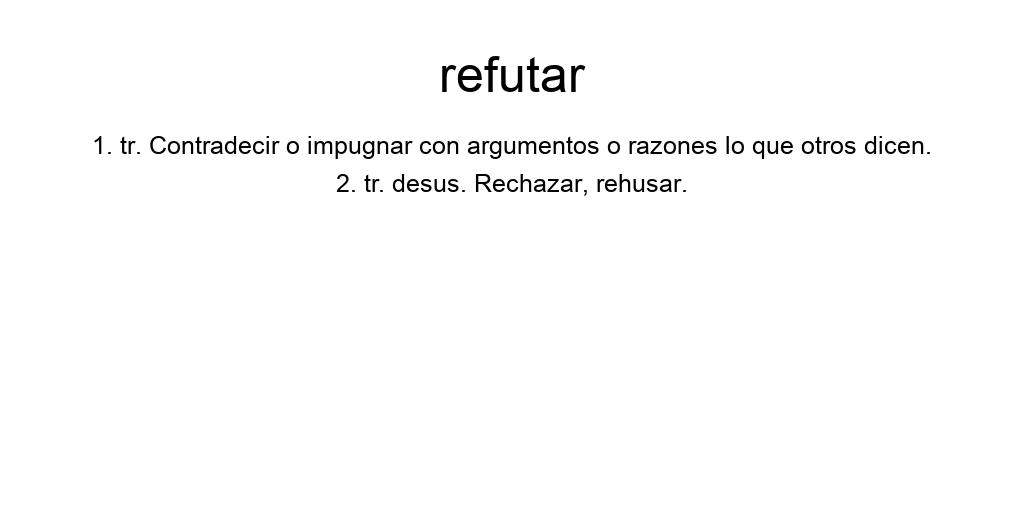 refutar
1. tr. Contradecir o impugnar con argumentos o razones lo que otros dicen.
2. tr. desus. Rechazar, rehusar.